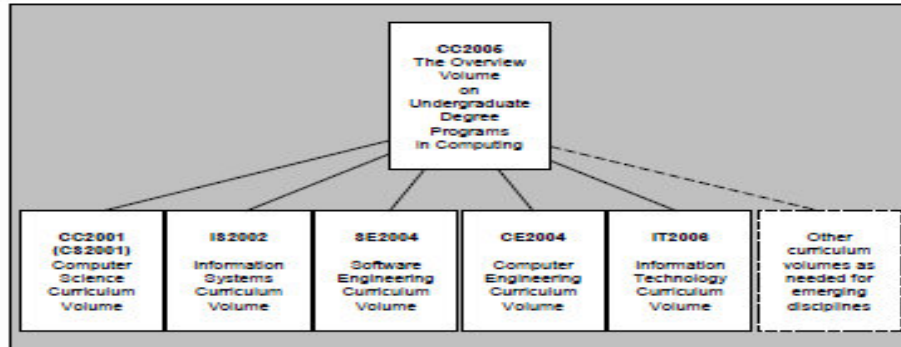 CC2005
The Overview
Volume
on
Undergraduate
Degree
Programs
in Computing
CC2001
(CS2001)
Computer
Science
Curriculum
Volume
IS2002
Information
Systems
Curriculum
Volume
SE2004
Software
Engineering
Curriculum
Volume
CE2004
Computer
Engineering
Curriculum
Volume
IT2006
Information
Technology
Curriculum
Volume
Other
curriculum
volumes as
needed for
emerging
disciplines